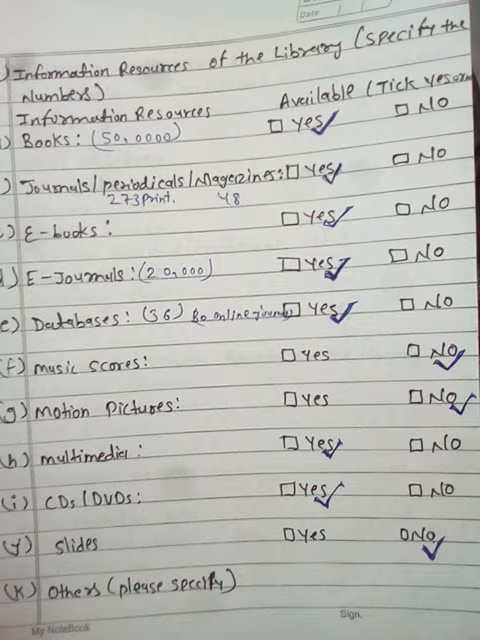 Date
) Information Resources of the Library (Specify the
Numbers)
Information Resources Available (Tick Yes or
) Books: (50,0000) Yes No
) Journals/periodicals/Magerzines: Yes No
273 Print. 48
) E-books: Yes No
) E-Journals: (20,000) Yes No
e) Databases: (36) 80 online journals Yes No
(f) music scores: Yes No
(g) Motion Pictures: Yes No
(h) multimedia: Yes No
(i) CDs/DVDs: Yes No
(y) Slides Yes No
(K) Others (please specify)
Sign.
My NoteBook